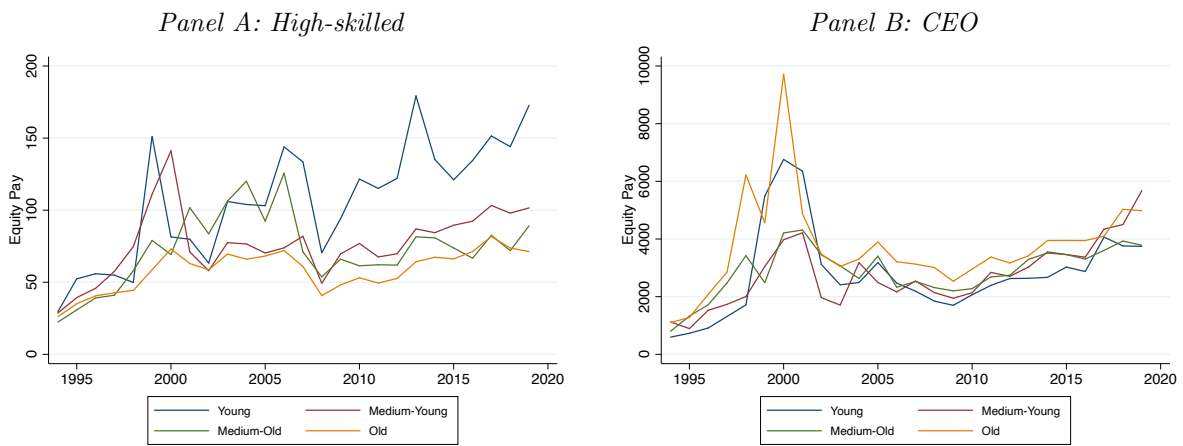 Panel A: High-skilled
Equity Pay
200
150
100
50
0
1995 2000 2005 2010 2015 2020
Young Medium-Young
Medium-Old Old
Panel B: CEO
Equity Pay
10000
8000
6000
4000
2000
0
1995 2000 2005 2010 2015 2020
Young Medium-Young
Medium-Old Old